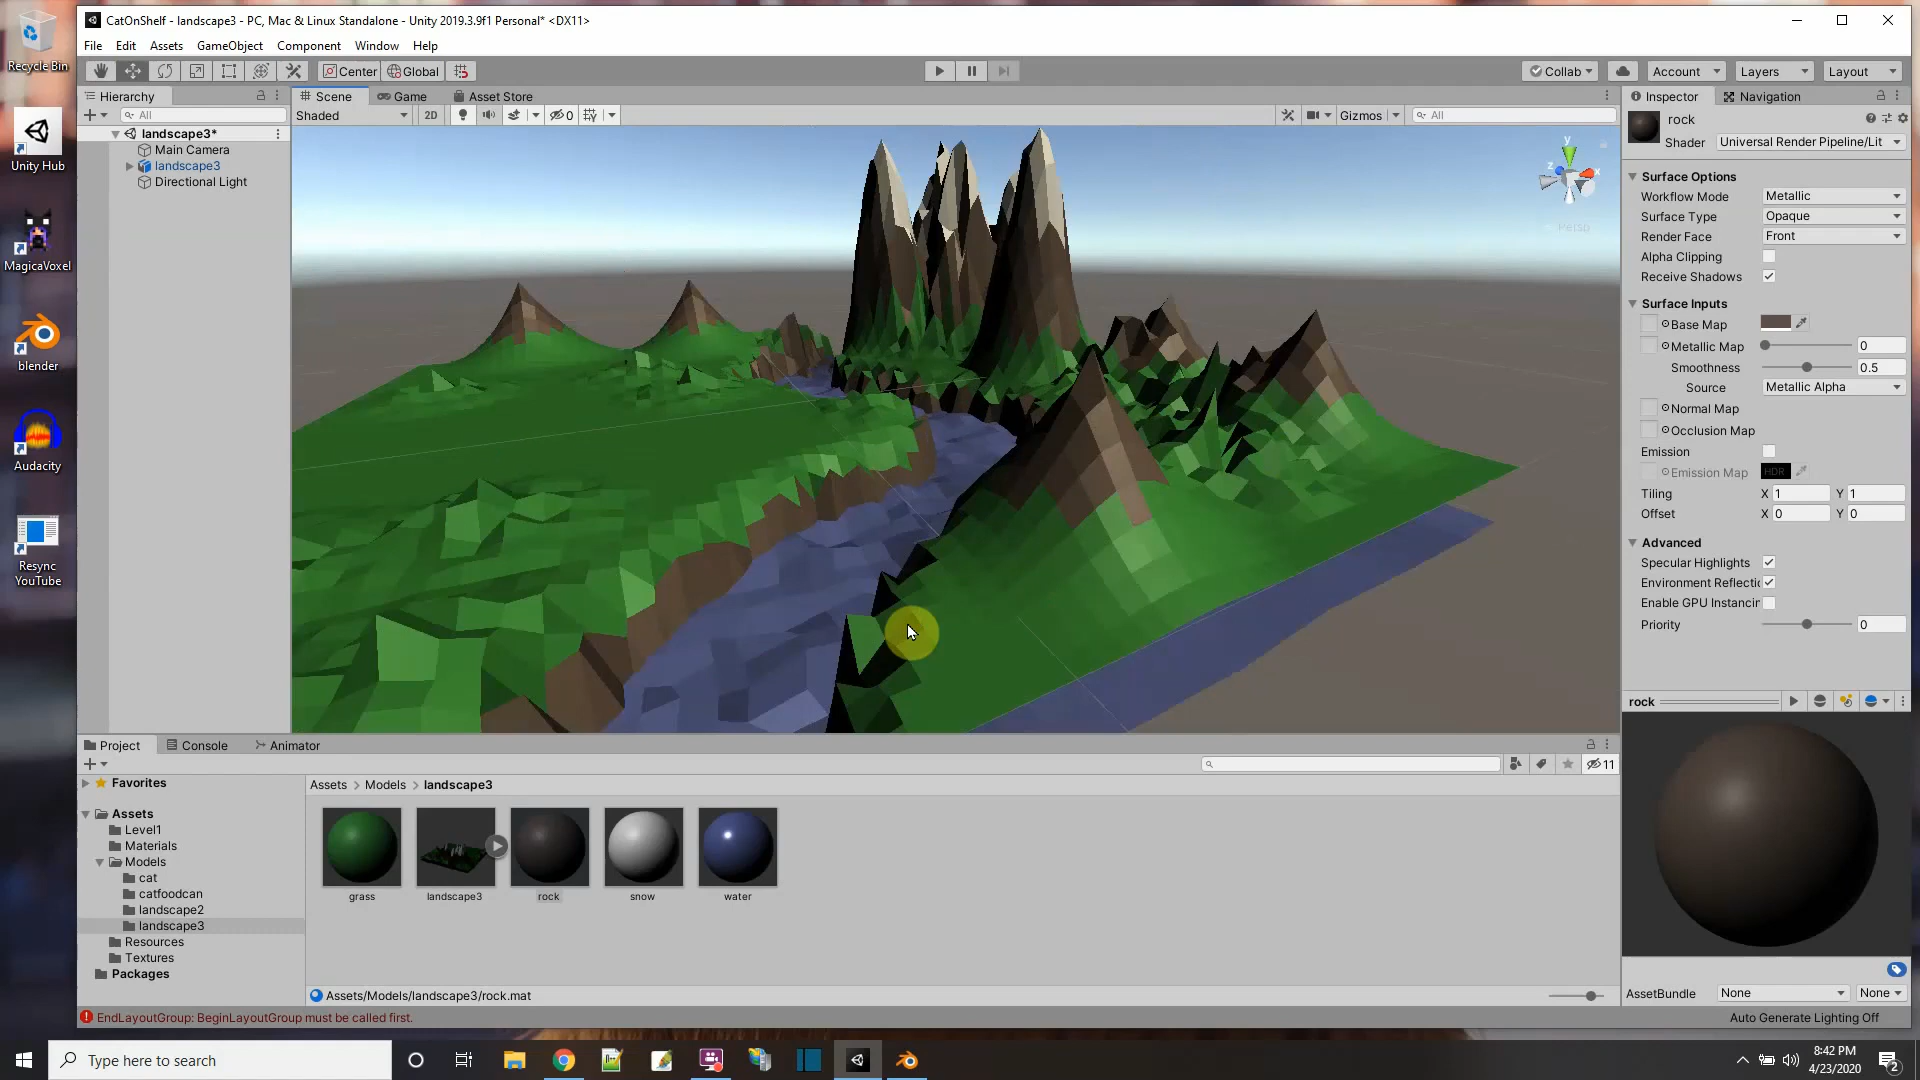 Recycle Bin
Unity Hub
MagicaVoxel
blender
Audacity
Resync
YouTube
CatOnShelf - landscape3 - PC, Mac & Linux Standalone - Unity 2019.3.9f1 Personal* <DX11>
File Edit Assets GameObject Component Window Help
Center Global Collab Account Layers Layout
Hierarchy
All
landscape3*
Main Camera
landscape3
Directional Light
Scene Game Asset Store
Shaded 2D 0 Gizmos All
y
z x
Persp
Inspector Navigation
rock
Shader Universal Render Pipeline/Lit
Surface Options
Workflow Mode Metallic
Surface Type Opaque
Render Face Front
Alpha Clipping
Receive Shadows
Surface Inputs
Base Map
Metallic Map 0
Smoothness 0.5
Source Metallic Alpha
Normal Map
Occlusion Map
Emission
Emission Map HDR
Tiling X 1 Y 1
Offset X 0 Y 0
Advanced
Specular Highlights
Environment Reflectio
Enable GPU Instancin
Priority 0
rock
AssetBundle None None
Auto Generate Lighting Off
Project Console Animator
11
Favorites
Assets
Level1
Materials
Models
cat
catfoodcan
landscape2
landscape3
Resources
Textures
Packages
Assets > Models > landscape3
grass landscape3 rock snow water
Assets/Models/landscape3/rock.mat
EndLayoutGroup: BeginLayoutGroup must be called first.
Type here to search
8:42 PM
4/23/2020
2